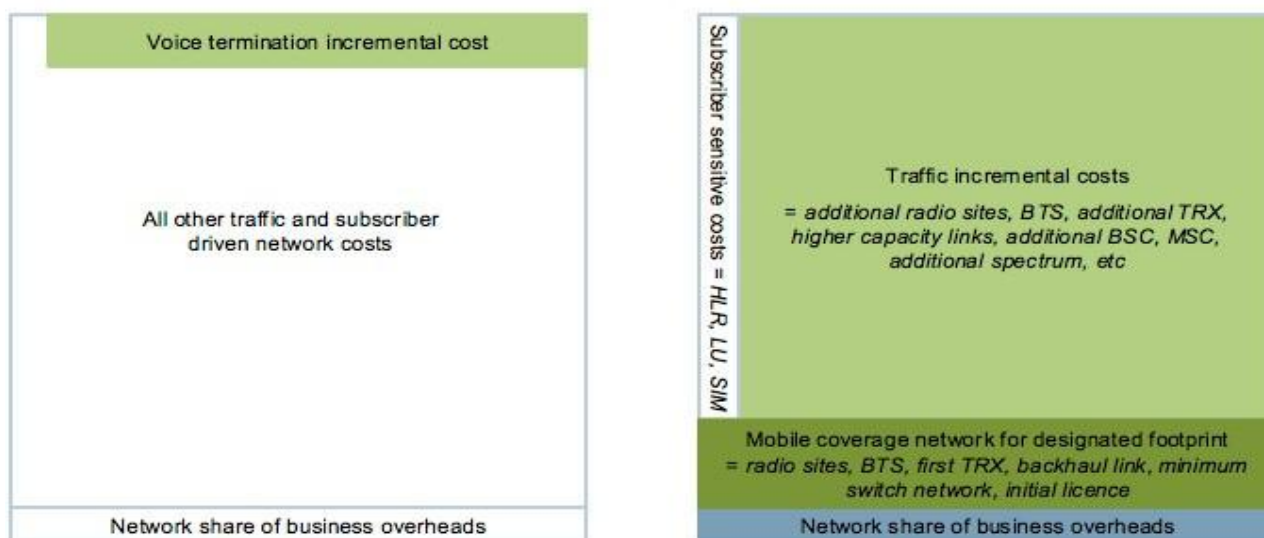 Voice termination incremental cost
All other traffic and subscriber
driven network costs
Network share of business overheads
Subscriber sensitive costs = HLR, LU, SIM
Traffic incremental costs
= additional radio sites, BTS, additional TRX,
higher capacity links, additional BSC, MSC,
additional spectrum, etc
Mobile coverage network for designated footprint
= radio sites, BTS, first TRX, backhaul link, minimum
switch network, initial licence
Network share of business overheads